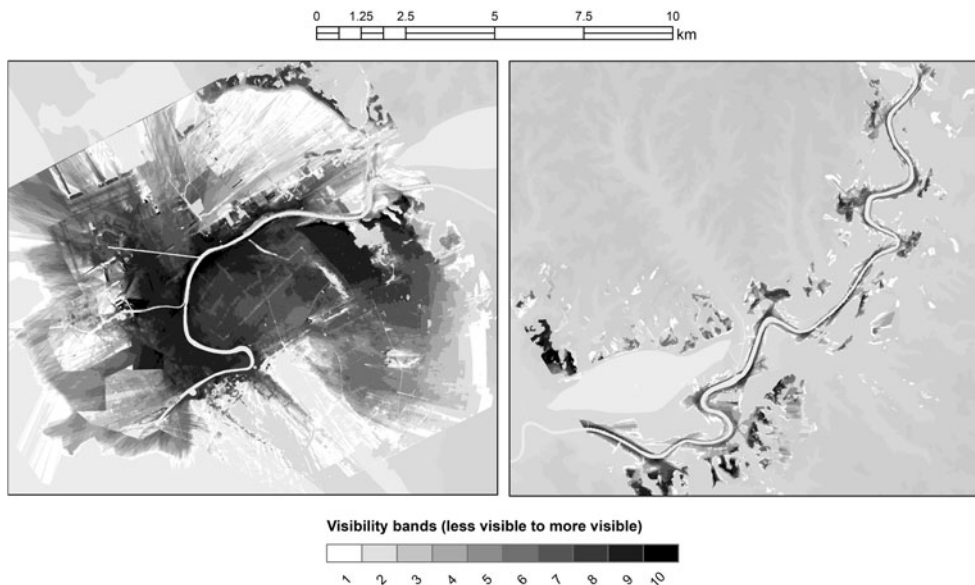 0 1.25 2.5 5 7.5 10
km
Visibility bands (less visible to more visible)
1 2 3 4 5 6 7 8 9 10